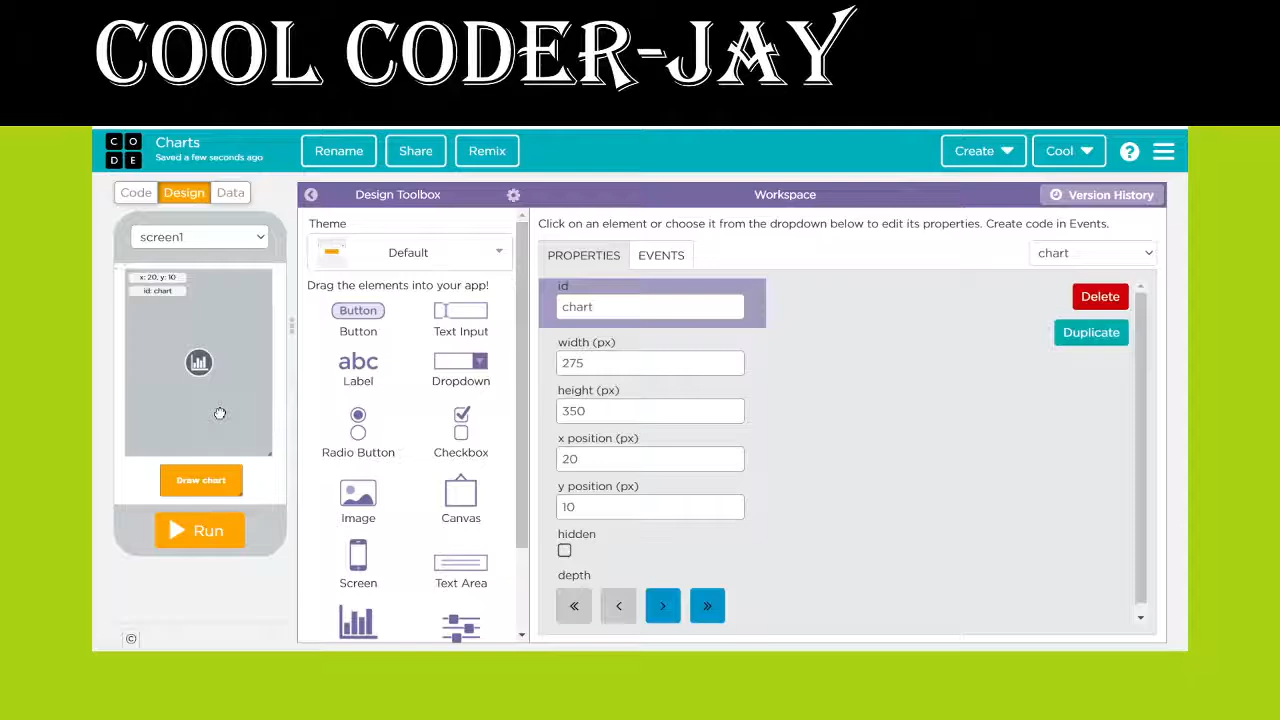 COOL CODER-JAY
C O D E
Charts
Saved a few seconds ago
Rename
Share
Remix
Create
Cool
?
Code
Design
Data
Design Toolbox
Workspace
Version History
screen1
x: 20, y: 10
id: chart
Draw chart
Run
©
Theme
Default
Drag the elements into your app!
Button
Button
Text Input
abc
Label
Dropdown
Radio Button
Checkbox
Image
Canvas
Screen
Text Area
Click on an element or choose it from the dropdown below to edit its properties. Create code in Events.
PROPERTIES
EVENTS
chart
id
chart
Delete
Duplicate
width (px)
275
height (px)
350
x position (px)
20
y position (px)
10
hidden
depth